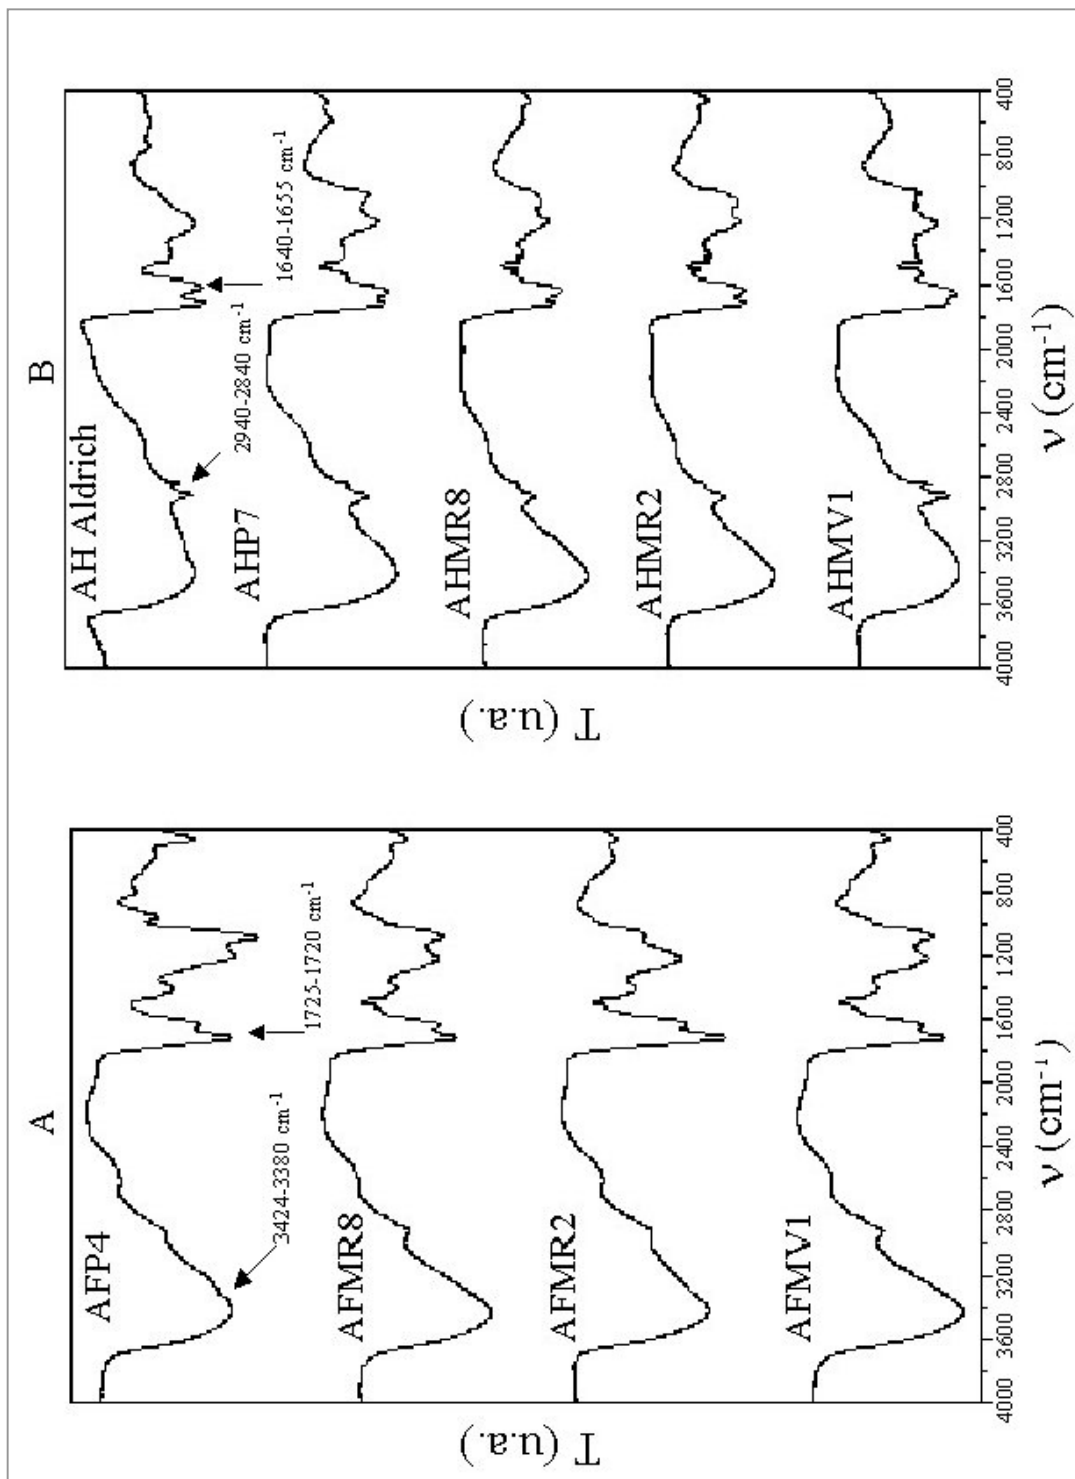 A
AFP4
3424-3380 cm⁻¹
1725-1720 cm⁻¹
AFMR8
AFMR2
AFMV1
T (u.a.)
4000 3600 3200 2800 2400 2000 1600 1200 800 400
ν (cm⁻¹)
B
AH Aldrich
2940-2840 cm⁻¹
1640-1655 cm⁻¹
AHP7
AHMR8
AHMR2
AHMV1
T (u.a.)
4000 3600 3200 2800 2400 2000 1600 1200 800 400
ν (cm⁻¹)